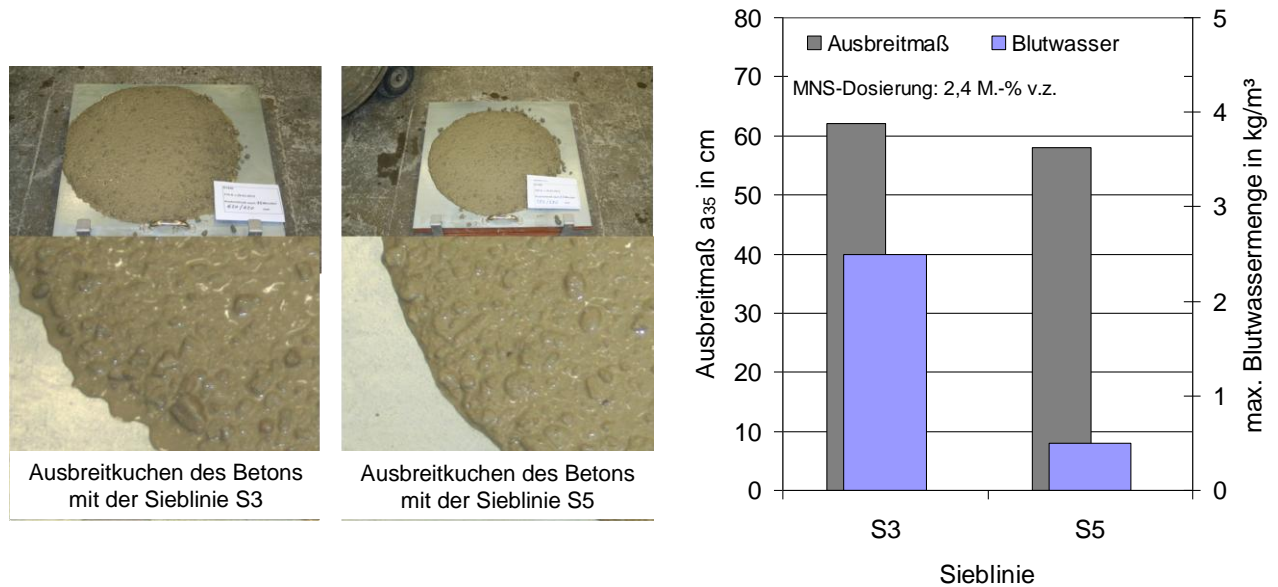 Ausbreitkuchen des Betons
mit der Sieblinie S3
Ausbreitkuchen des Betons
mit der Sieblinie S5
Ausbreitmaß a35 in cm
80
70
60
50
40
30
20
10
0
Ausbreitmaß Blutwasser
MNS-Dosierung: 2,4 M.-% v.z.
5
4
3
2
1
0
max. Blutwassermenge in kg/m³
S3 S5
Sieblinie